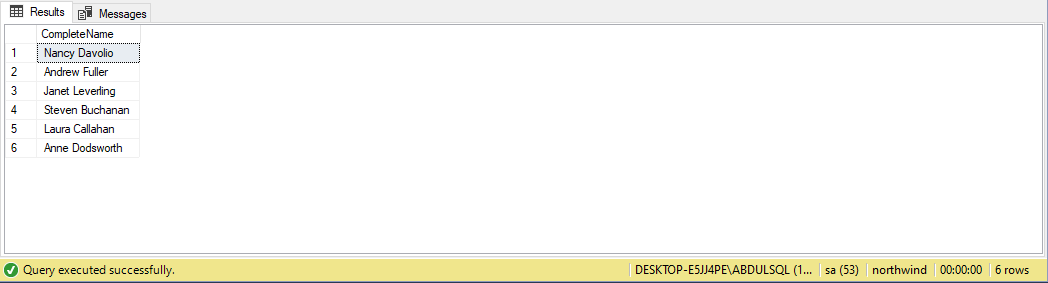 Results Messages
CompleteName
1 Nancy Davolio
2 Andrew Fuller
3 Janet Leverling
4 Steven Buchanan
5 Laura Callahan
6 Anne Dodsworth
Query executed successfully. DESKTOP-E5JJ4PE\ABDULSQL (1... sa (53) northwind 00:00:00 6 rows